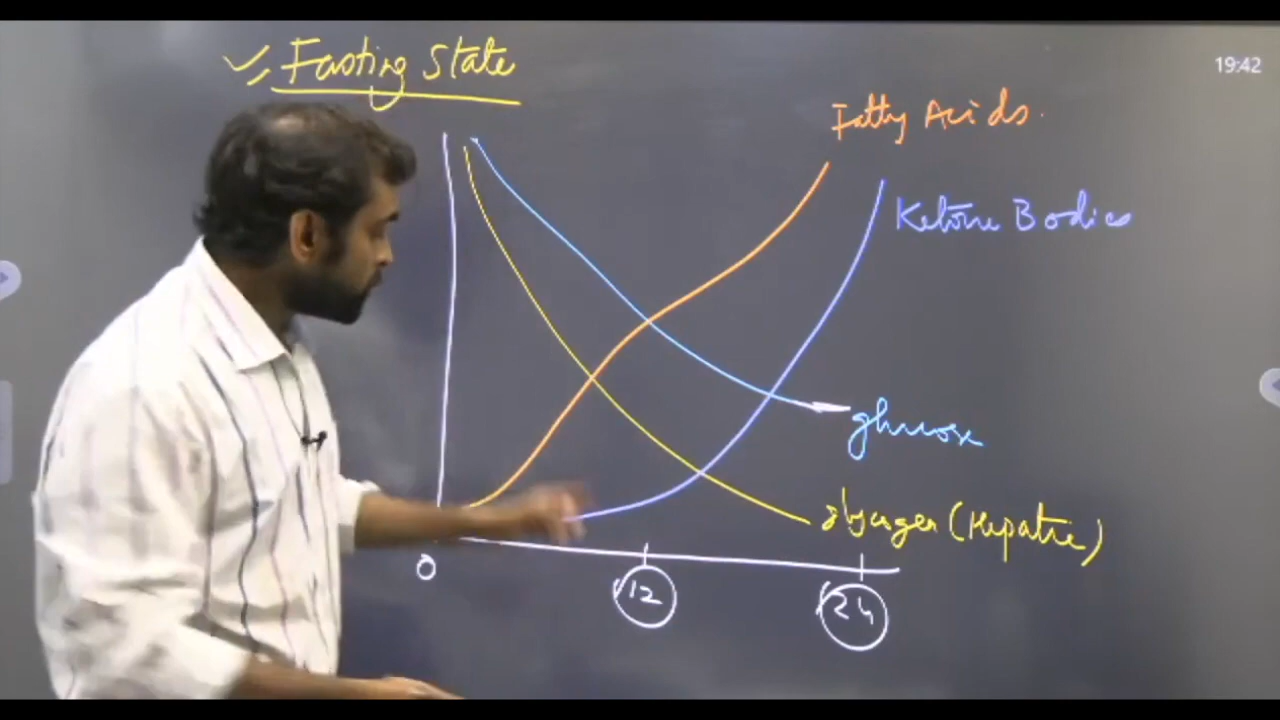 Fasting State
19:42
Fatty Acids.
Ketone Bodies
glucose
glycogen (Hepatic)
0
12
24